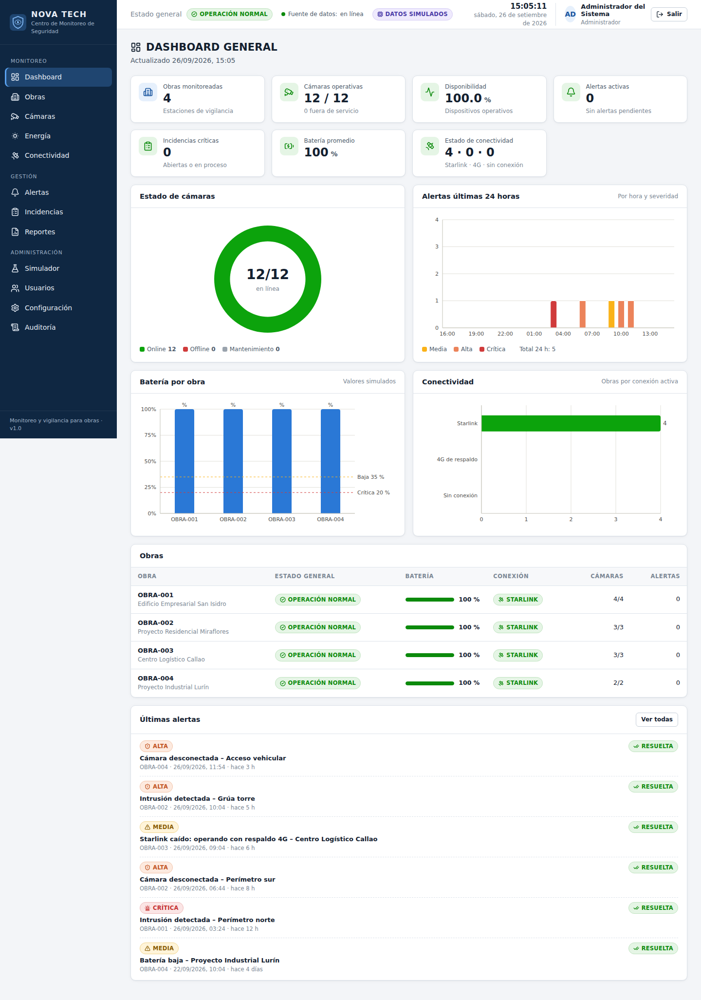 NOVA TECH
Centro de Monitoreo de
Seguridad
MONITOREO
Dashboard
Obras
Cámaras
Energía
Conectividad
GESTIÓN
Alertas
Incidencias
Reportes
ADMINISTRACIÓN
Simulador
Usuarios
Configuración
Auditoría
Monitoreo y vigilancia para obras ·
v1.0
Estado general
OPERACIÓN NORMAL
Fuente de datos: en línea
DATOS SIMULADOS
15:05:11
sábado, 26 de setiembre
de 2026
AD
Administrador del
Sistema
Administrador
Salir
DASHBOARD GENERAL
Actualizado 26/09/2026, 15:05
Obras monitoreadas
4
Estaciones de vigilancia
Cámaras operativas
12 / 12
0 fuera de servicio
Disponibilidad
100.0 %
Dispositivos operativos
Alertas activas
0
Sin alertas pendientes
Incidencias críticas
0
Abiertas o en proceso
Batería promedio
100 %
Estado de conectividad
4 · 0 · 0
Starlink · 4G · sin conexión
Estado de cámaras
12/12
en línea
Online 12 Offline 0 Mantenimiento 0
Alertas últimas 24 horas
Por hora y severidad
4
3
2
1
0
16:00 19:00 22:00 01:00 04:00 07:00 10:00 13:00
Media Alta Crítica Total 24 h: 5
Batería por obra
Valores simulados
% % % %
100%
75%
50%
25%
0%
Baja 35 %
Crítica 20 %
OBRA-001 OBRA-002 OBRA-003 OBRA-004
Conectividad
Obras por conexión activa
Starlink
4
4G de respaldo
Sin conexión
0 1 2 3 4
Obras
OBRA ESTADO GENERAL BATERÍA CONEXIÓN CÁMARAS ALERTAS
OBRA-001
Edificio Empresarial San Isidro
OPERACIÓN NORMAL 100 % STARLINK 4/4 0
OBRA-002
Proyecto Residencial Miraflores
OPERACIÓN NORMAL 100 % STARLINK 3/3 0
OBRA-003
Centro Logístico Callao
OPERACIÓN NORMAL 100 % STARLINK 3/3 0
OBRA-004
Proyecto Industrial Lurín
OPERACIÓN NORMAL 100 % STARLINK 2/2 0
Últimas alertas
Ver todas
ALTA RESUELTA
Cámara desconectada – Acceso vehicular
OBRA-004 · 26/09/2026, 11:54 · hace 3 h
ALTA RESUELTA
Intrusión detectada – Grúa torre
OBRA-002 · 26/09/2026, 10:04 · hace 5 h
MEDIA RESUELTA
Starlink caído: operando con respaldo 4G – Centro Logístico Callao
OBRA-003 · 26/09/2026, 09:04 · hace 6 h
ALTA RESUELTA
Cámara desconectada – Perímetro sur
OBRA-002 · 26/09/2026, 06:44 · hace 8 h
CRÍTICA RESUELTA
Intrusión detectada – Perímetro norte
OBRA-001 · 26/09/2026, 03:24 · hace 12 h
MEDIA RESUELTA
Batería baja – Proyecto Industrial Lurín
OBRA-004 · 22/09/2026, 10:04 · hace 4 días